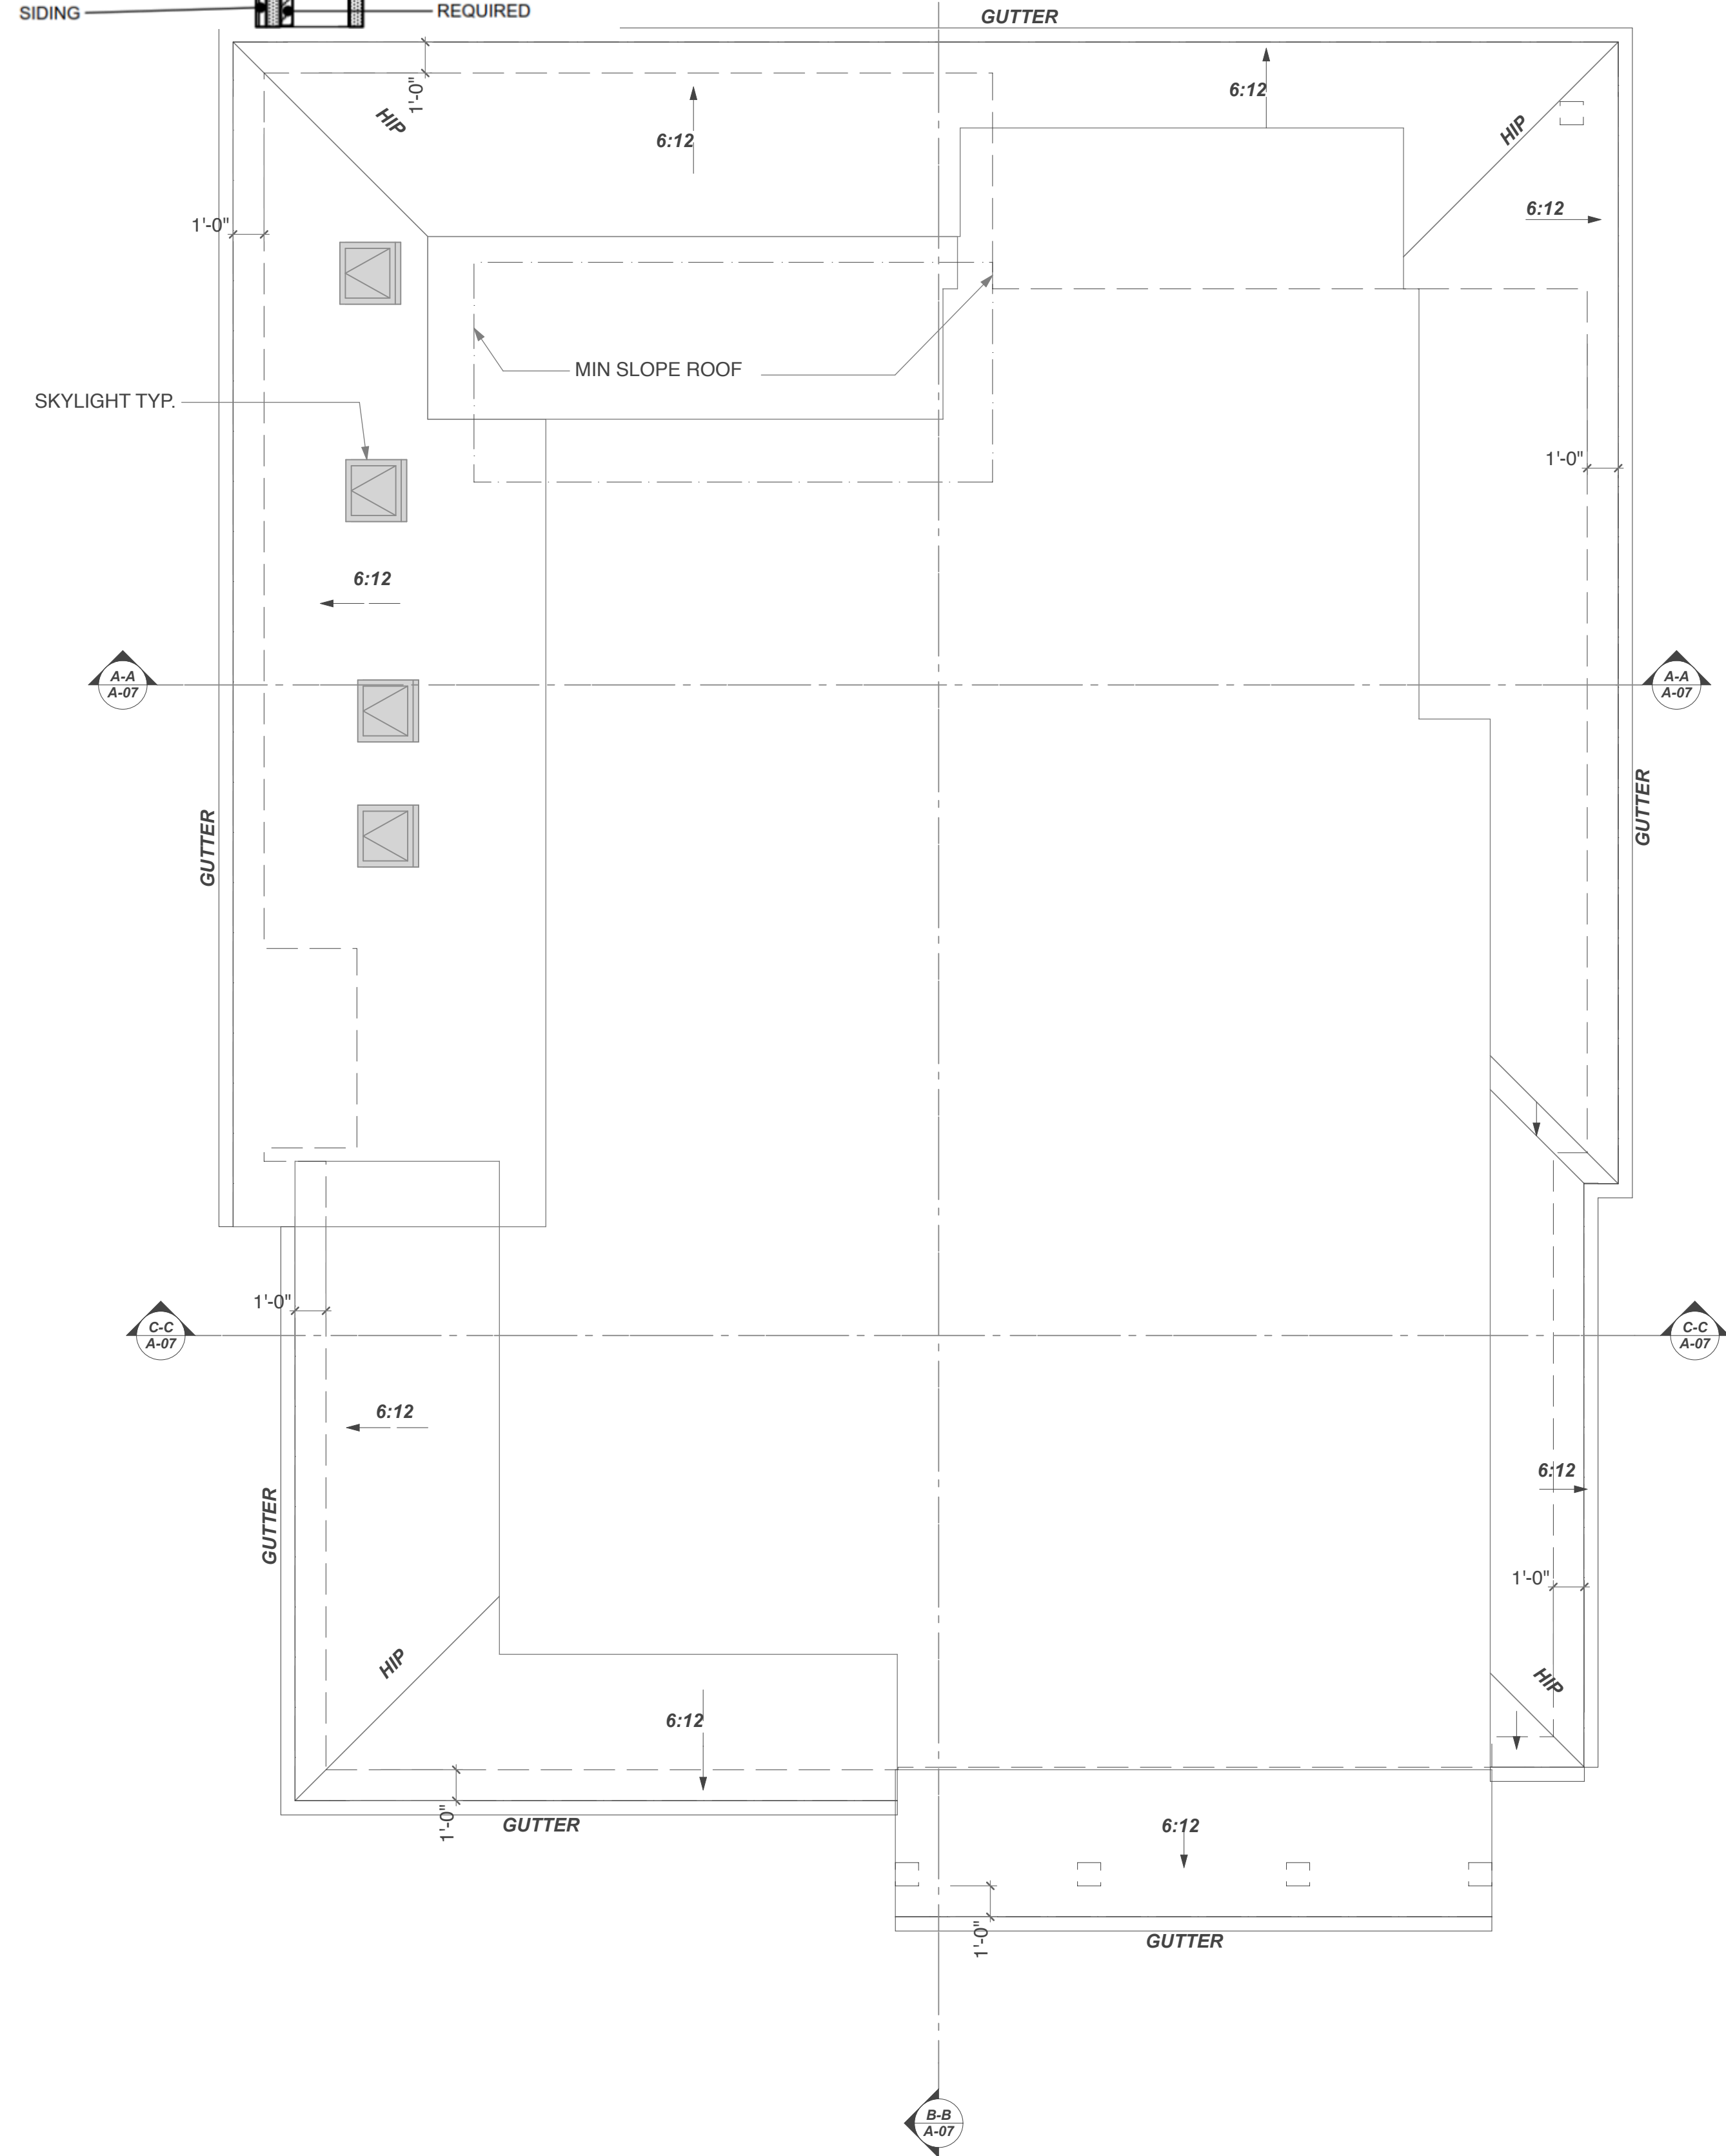 SIDING
REQUIRED
GUTTER
1'-0"
HIP
6:12
6:12
HIP
6:12
1'-0"
MIN SLOPE ROOF
SKYLIGHT TYP.
1'-0"
6:12
A-A
A-07
A-A
A-07
GUTTER
GUTTER
1'-0"
C-C
A-07
C-C
A-07
6:12
6:12
GUTTER
1'-0"
HIP
HIP
6:12
1'-0"
GUTTER
6:12
1'-0"
GUTTER
B-B
A-07